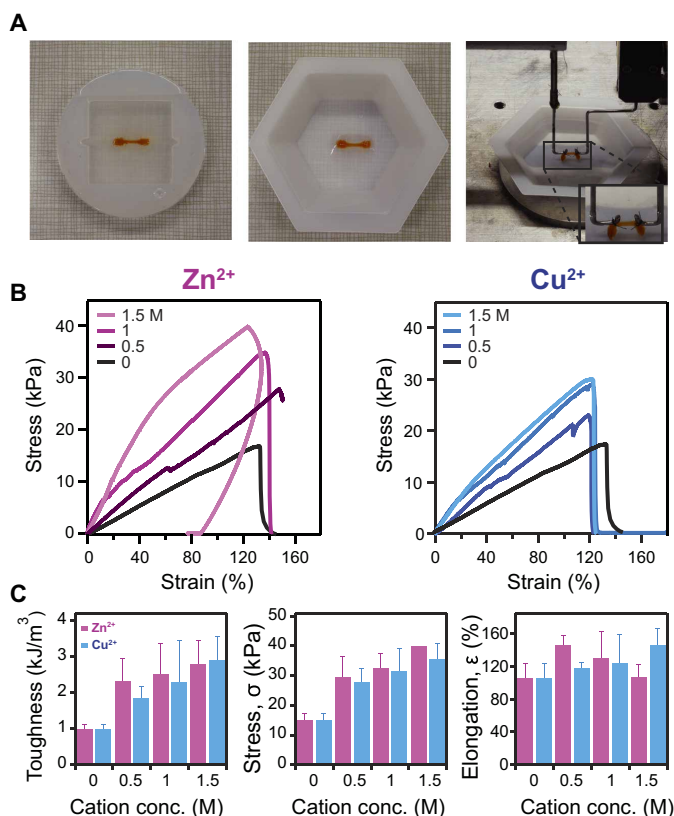 A
B
Zn²⁺
Cu²⁺
1.5 M
1
0.5
0
1.5 M
1
0.5
0
Stress (kPa)
40
30
20
10
0
0 40 80 120 160
Strain (%)
Stress (kPa)
40
30
20
10
0
0 40 80 120 160
Strain (%)
C
Toughness (kJ/m³)
4
3
2
1
0
Zn²⁺
Cu²⁺
0 0.5 1 1.5
Cation conc. (M)
Stress, σ (kPa)
50
40
30
20
10
0
0 0.5 1 1.5
Cation conc. (M)
Elongation, ε (%)
160
120
80
40
0
0 0.5 1 1.5
Cation conc. (M)